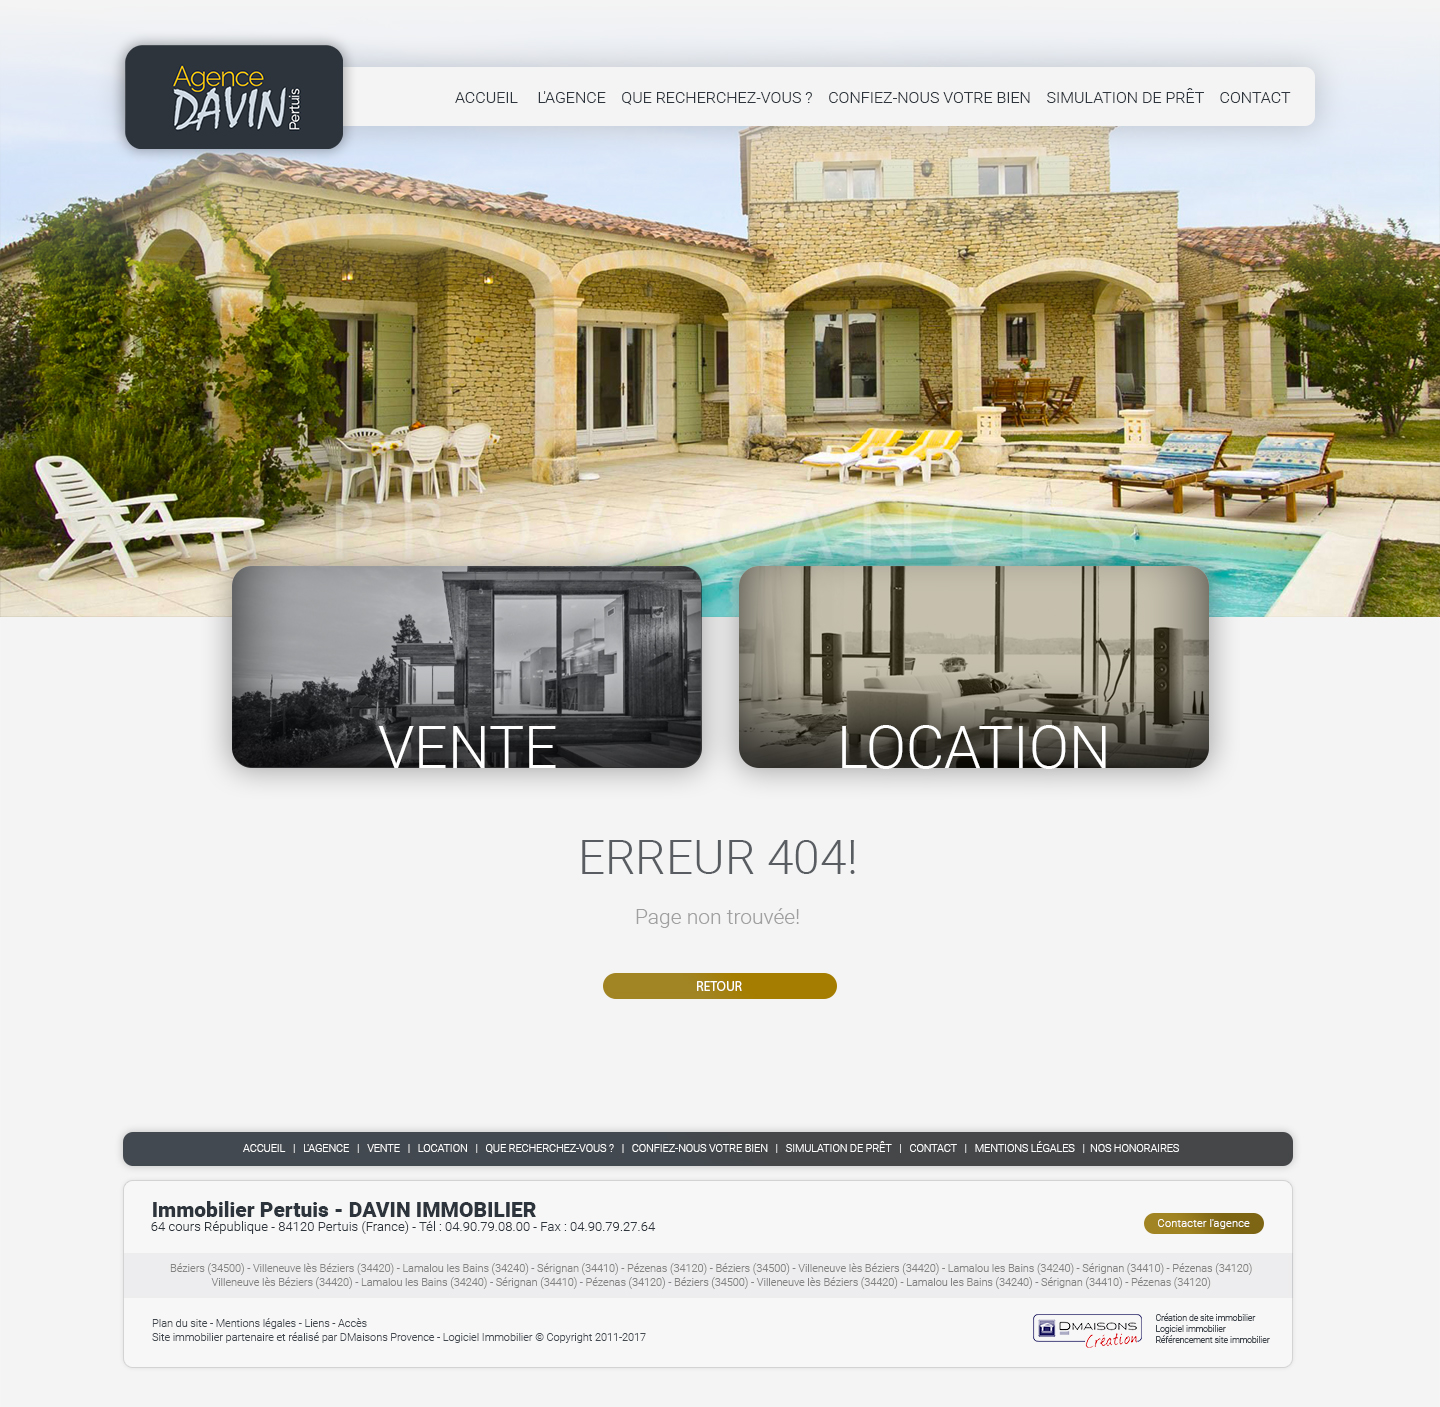 Agence
DAVIN
Pertuis
ACCUEIL L'AGENCE QUE RECHERCHEZ-VOUS ? CONFIEZ-NOUS VOTRE BIEN SIMULATION DE PRÊT CONTACT
PROVACANCES
VENTE
LOCATION
ERREUR 404!
Page non trouvée!
RETOUR
ACCUEIL | L'AGENCE | VENTE | LOCATION | QUE RECHERCHEZ-VOUS ? | CONFIEZ-NOUS VOTRE BIEN | SIMULATION DE PRÊT | CONTACT | MENTIONS LÉGALES | NOS HONORAIRES
Immobilier Pertuis - DAVIN IMMOBILIER
64 cours République - 84120 Pertuis (France) - Tél : 04.90.79.08.00 - Fax : 04.90.79.27.64
Contacter l'agence
Béziers (34500) - Villeneuve lès Béziers (34420) - Lamalou les Bains (34240) - Sérignan (34410) - Pézenas (34120) - Béziers (34500) - Villeneuve lès Béziers (34420) - Lamalou les Bains (34240) - Sérignan (34410) - Pézenas (34120)
Villeneuve lès Béziers (34420) - Lamalou les Bains (34240) - Sérignan (34410) - Pézenas (34120) - Béziers (34500) - Villeneuve lès Béziers (34420) - Lamalou les Bains (34240) - Sérignan (34410) - Pézenas (34120)
Plan du site - Mentions légales - Liens - Accès
Site immobilier partenaire et réalisé par DMaisons Provence - Logiciel Immobilier © Copyright 2011-2017
DMAISONS
Création
Création de site immobilier
Logiciel immobilier
Référencement site immobilier